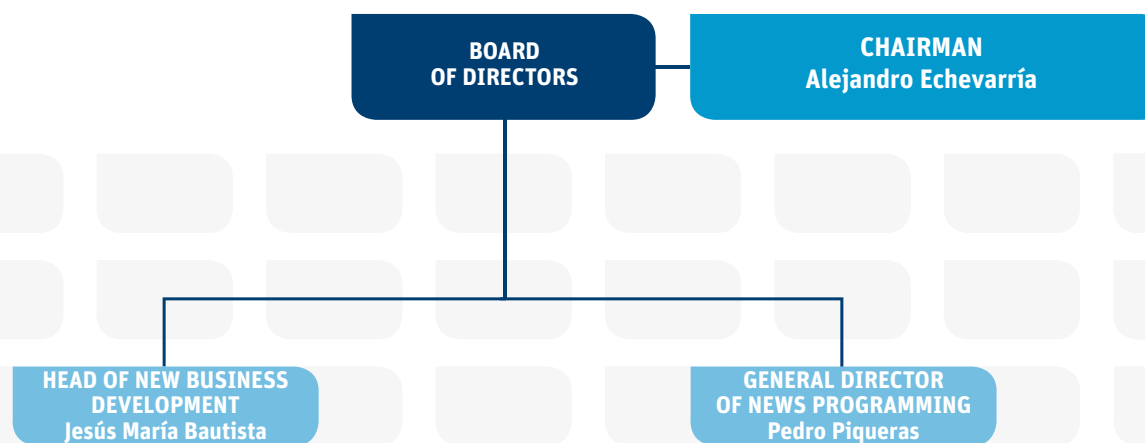 BOARD
OF DIRECTORS
CHAIRMAN
Alejandro Echevarría
HEAD OF NEW BUSINESS
DEVELOPMENT
Jesús María Bautista
GENERAL DIRECTOR
OF NEWS PROGRAMMING
Pedro Piqueras